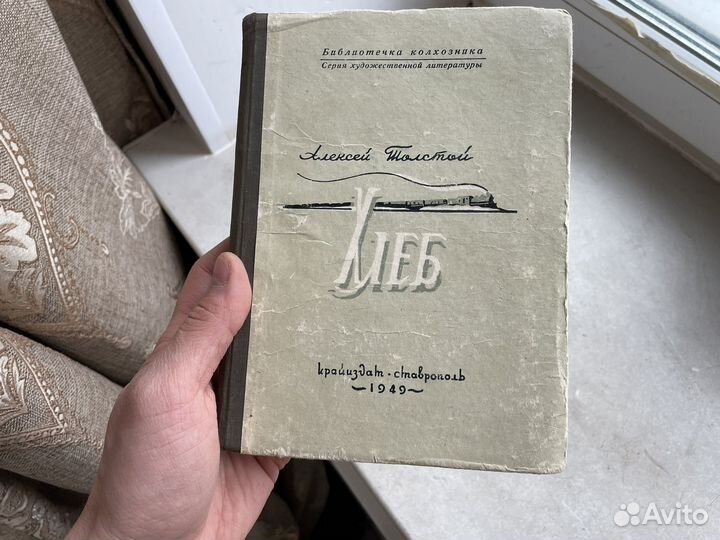 Библиотечка колхозника
Серия художественной литературы
Алексей Толстой
Хлеб
крайиздат • ставрополь
~1949~
Avito